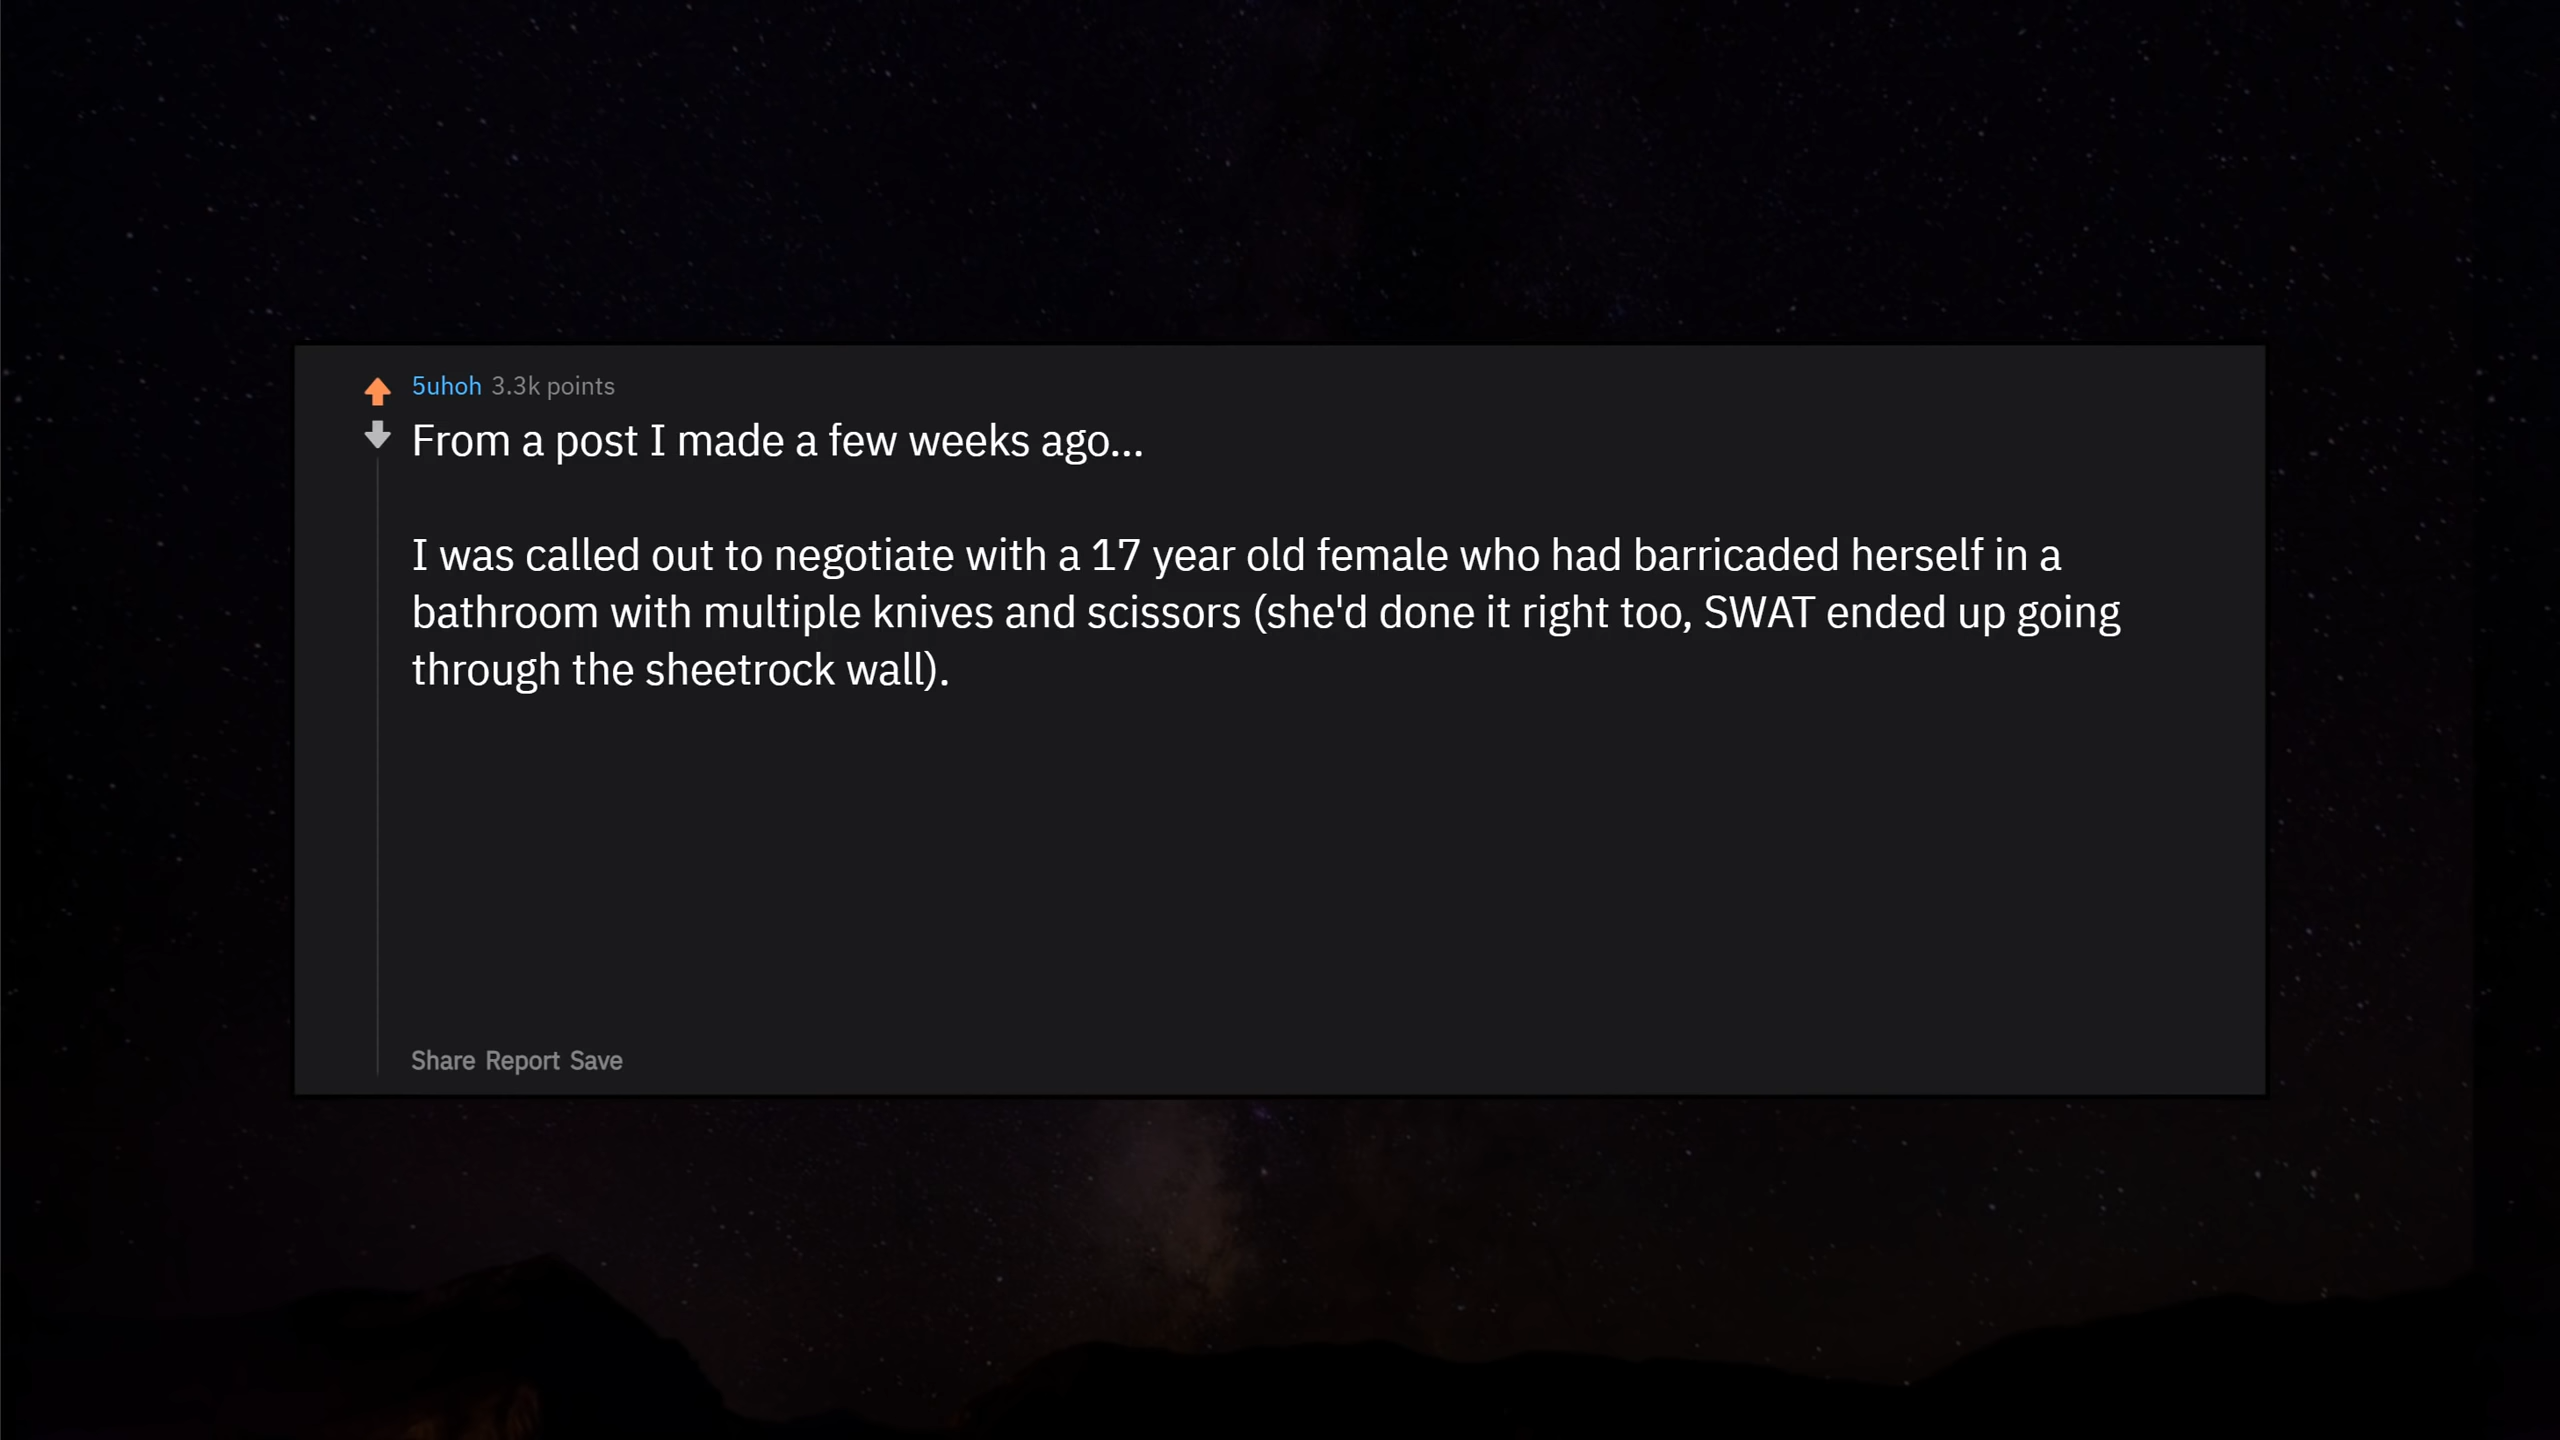 5uhoh 3.3k points
From a post I made a few weeks ago...
I was called out to negotiate with a 17 year old female who had barricaded herself in a
bathroom with multiple knives and scissors (she'd done it right too, SWAT ended up going
through the sheetrock wall).
Share Report Save